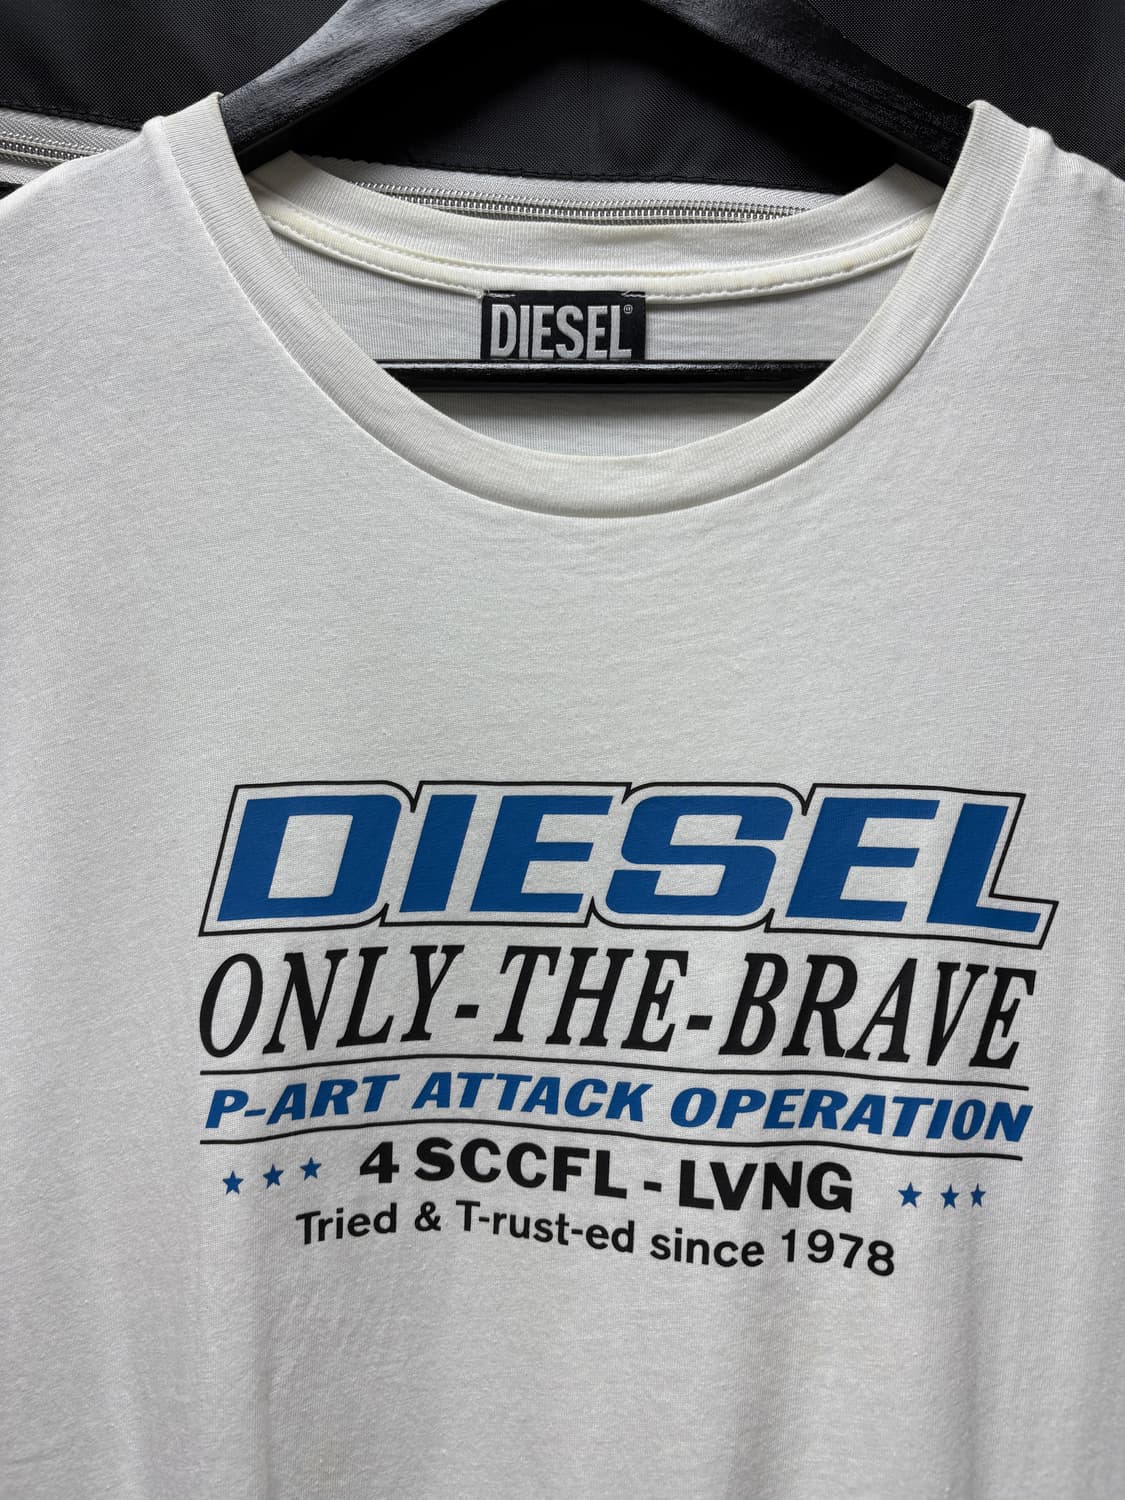 DIESEL
DIESEL
ONLY-THE-BRAVE
P-ART ATTACK OPERATION
4 SCCFL - LVNG
Tried & T-rust-ed since 1978